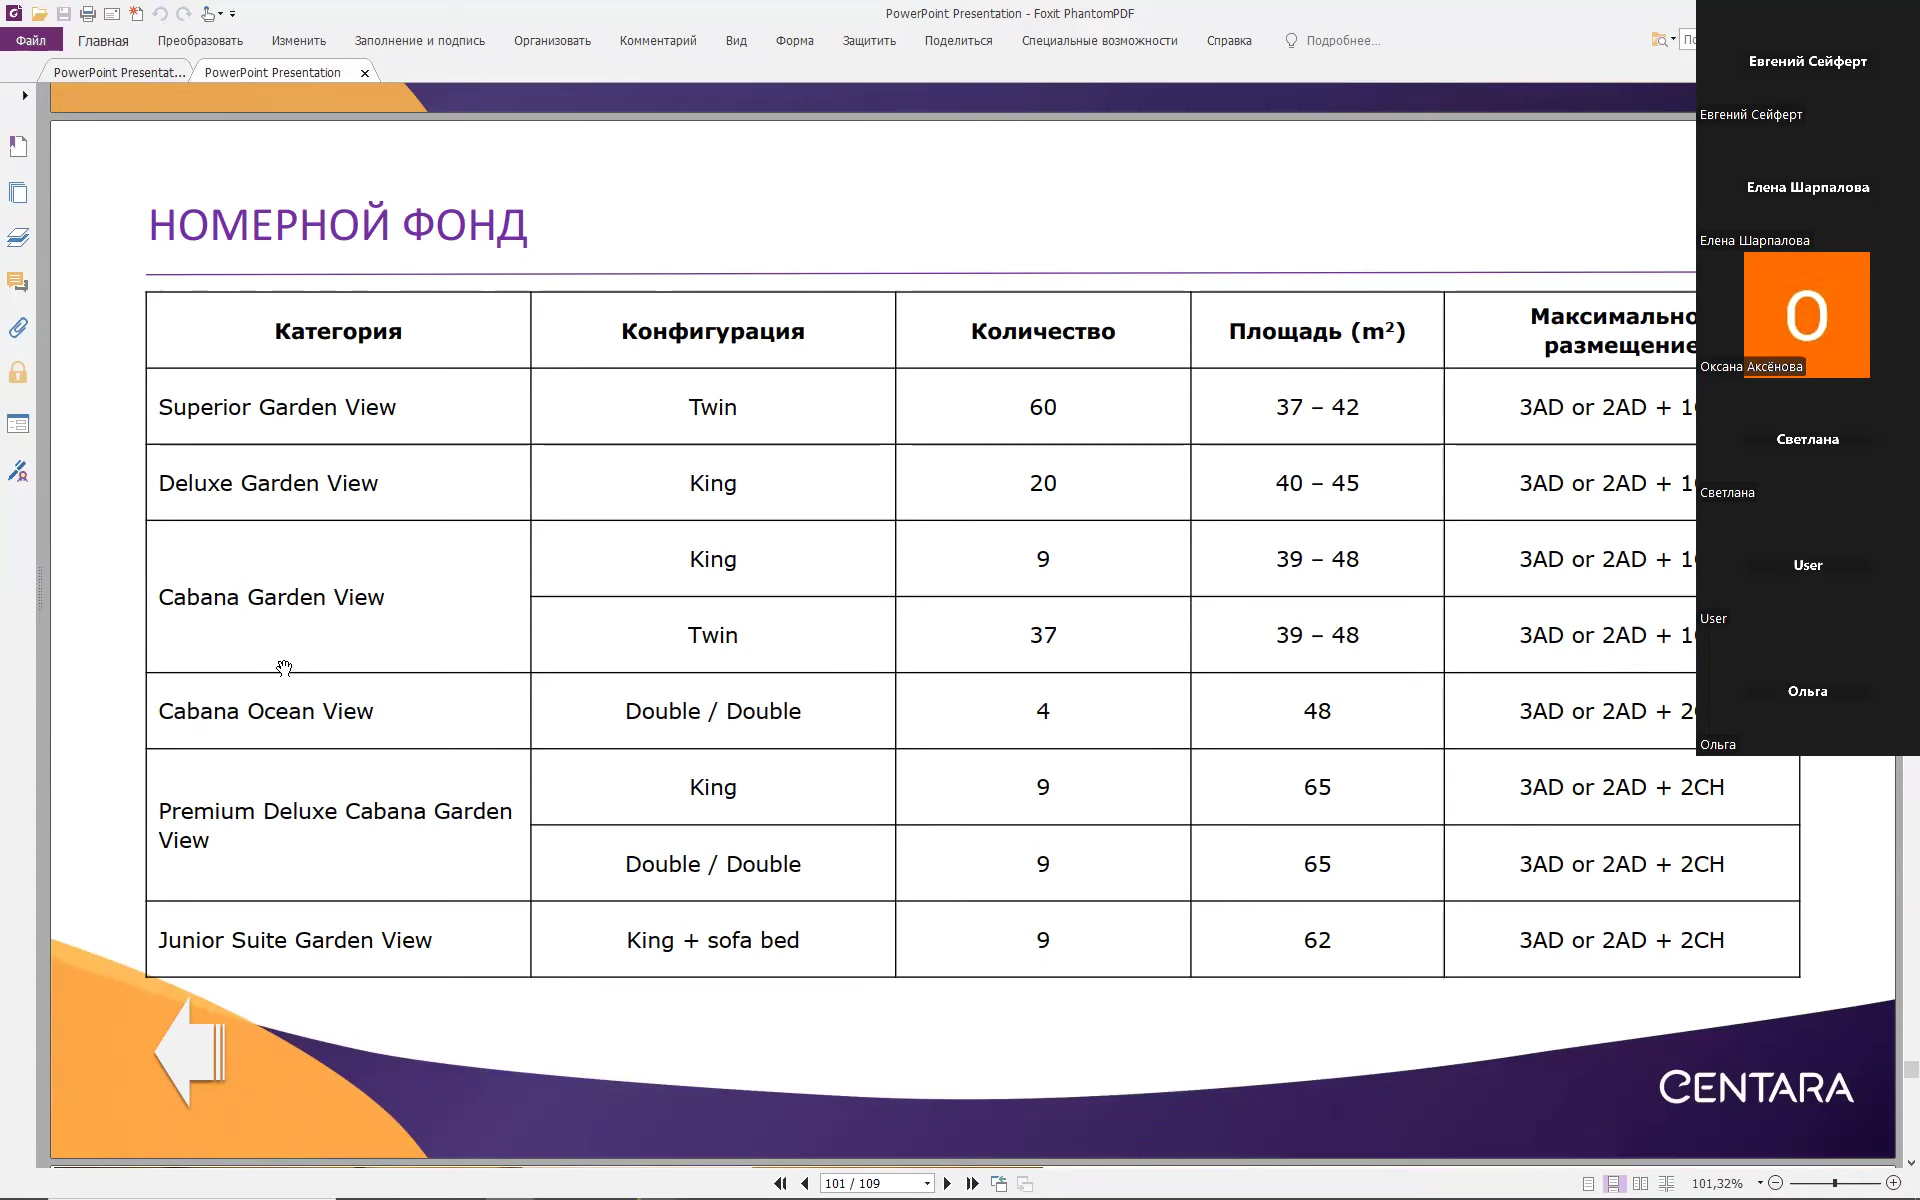 PowerPoint Presentation - Foxit PhantomPDF
Файл Главная Преобразовать Изменить Заполнение и подпись Организовать Комментарий Вид Форма Защитить Поделиться Специальные возможности Справка Подробнее...
PowerPoint Presentat... PowerPoint Presentation
НОМЕРНОЙ ФОНД
Категория Конфигурация Количество Площадь (m²) Максимально
размещение
Superior Garden View Twin 60 37 – 42 3AD or 2AD + 1
Deluxe Garden View King 20 40 – 45 3AD or 2AD + 1
Cabana Garden View King 9 39 – 48 3AD or 2AD + 1
Twin 37 39 – 48 3AD or 2AD + 1
Cabana Ocean View Double / Double 4 48 3AD or 2AD + 2
Premium Deluxe Cabana Garden
View King 9 65 3AD or 2AD + 2CH
Double / Double 9 65 3AD or 2AD + 2CH
Junior Suite Garden View King + sofa bed 9 62 3AD or 2AD + 2CH
CENTARA
Евгений Сейферт
Евгений Сейферт
Елена Шарпалова
Елена Шарпалова
О
Оксана Аксёнова
Светлана
Светлана
User
User
Ольга
Ольга
101 / 109
101,32%